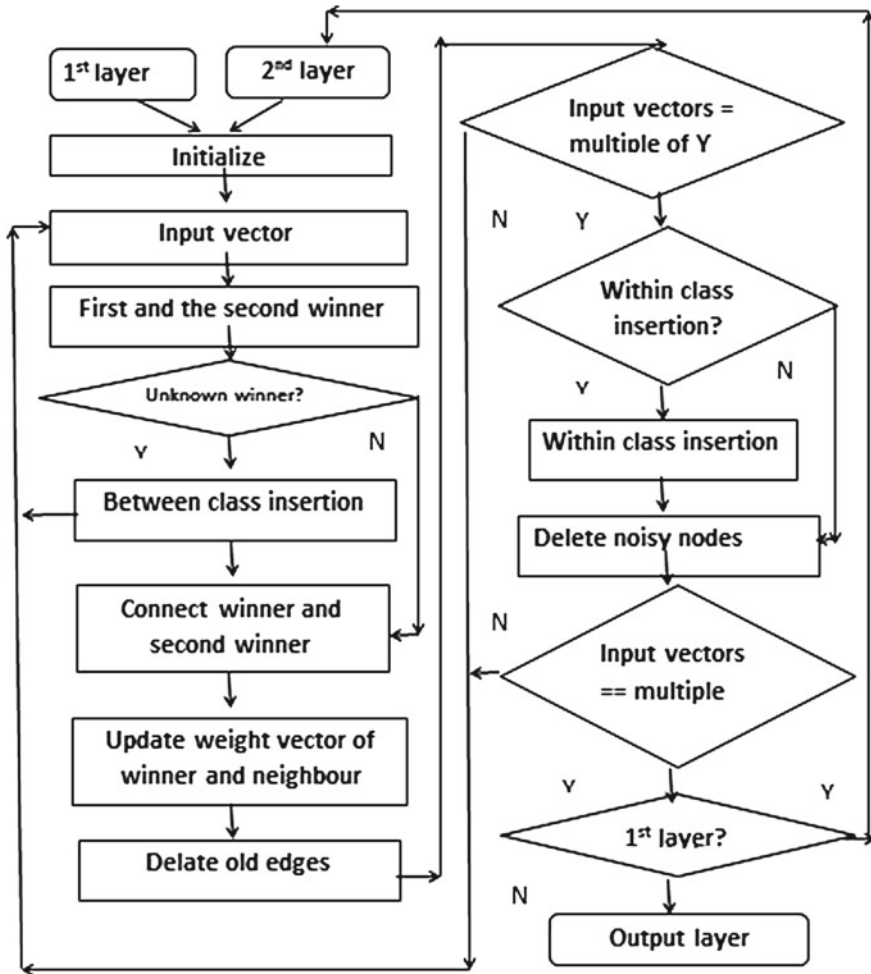 1st layer
2nd layer
Initialize
Input vector
First and the second winner
Unknown winner?
Y
N
Between class insertion
Connect winner and
second winner
Update weight vector of
winner and neighbour
Delate old edges
Input vectors =
multiple of Y
N
Y
Within class
insertion?
Y
N
Within class insertion
Delete noisy nodes
N
Input vectors
== multiple
Y
Y
1st layer?
N
Output layer